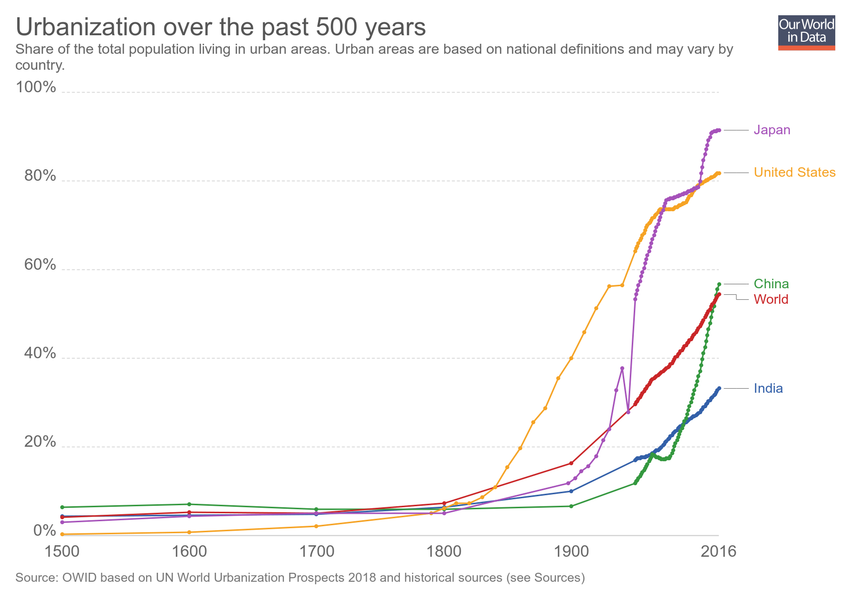 Urbanization over the past 500 years
Our World
in Data
Share of the total population living in urban areas. Urban areas are based on national definitions and may vary by
country.
100%
80%
60%
40%
20%
0%
Japan
United States
China
World
India
1500
1600
1700
1800
1900
2016
Source: OWID based on UN World Urbanization Prospects 2018 and historical sources (see Sources)